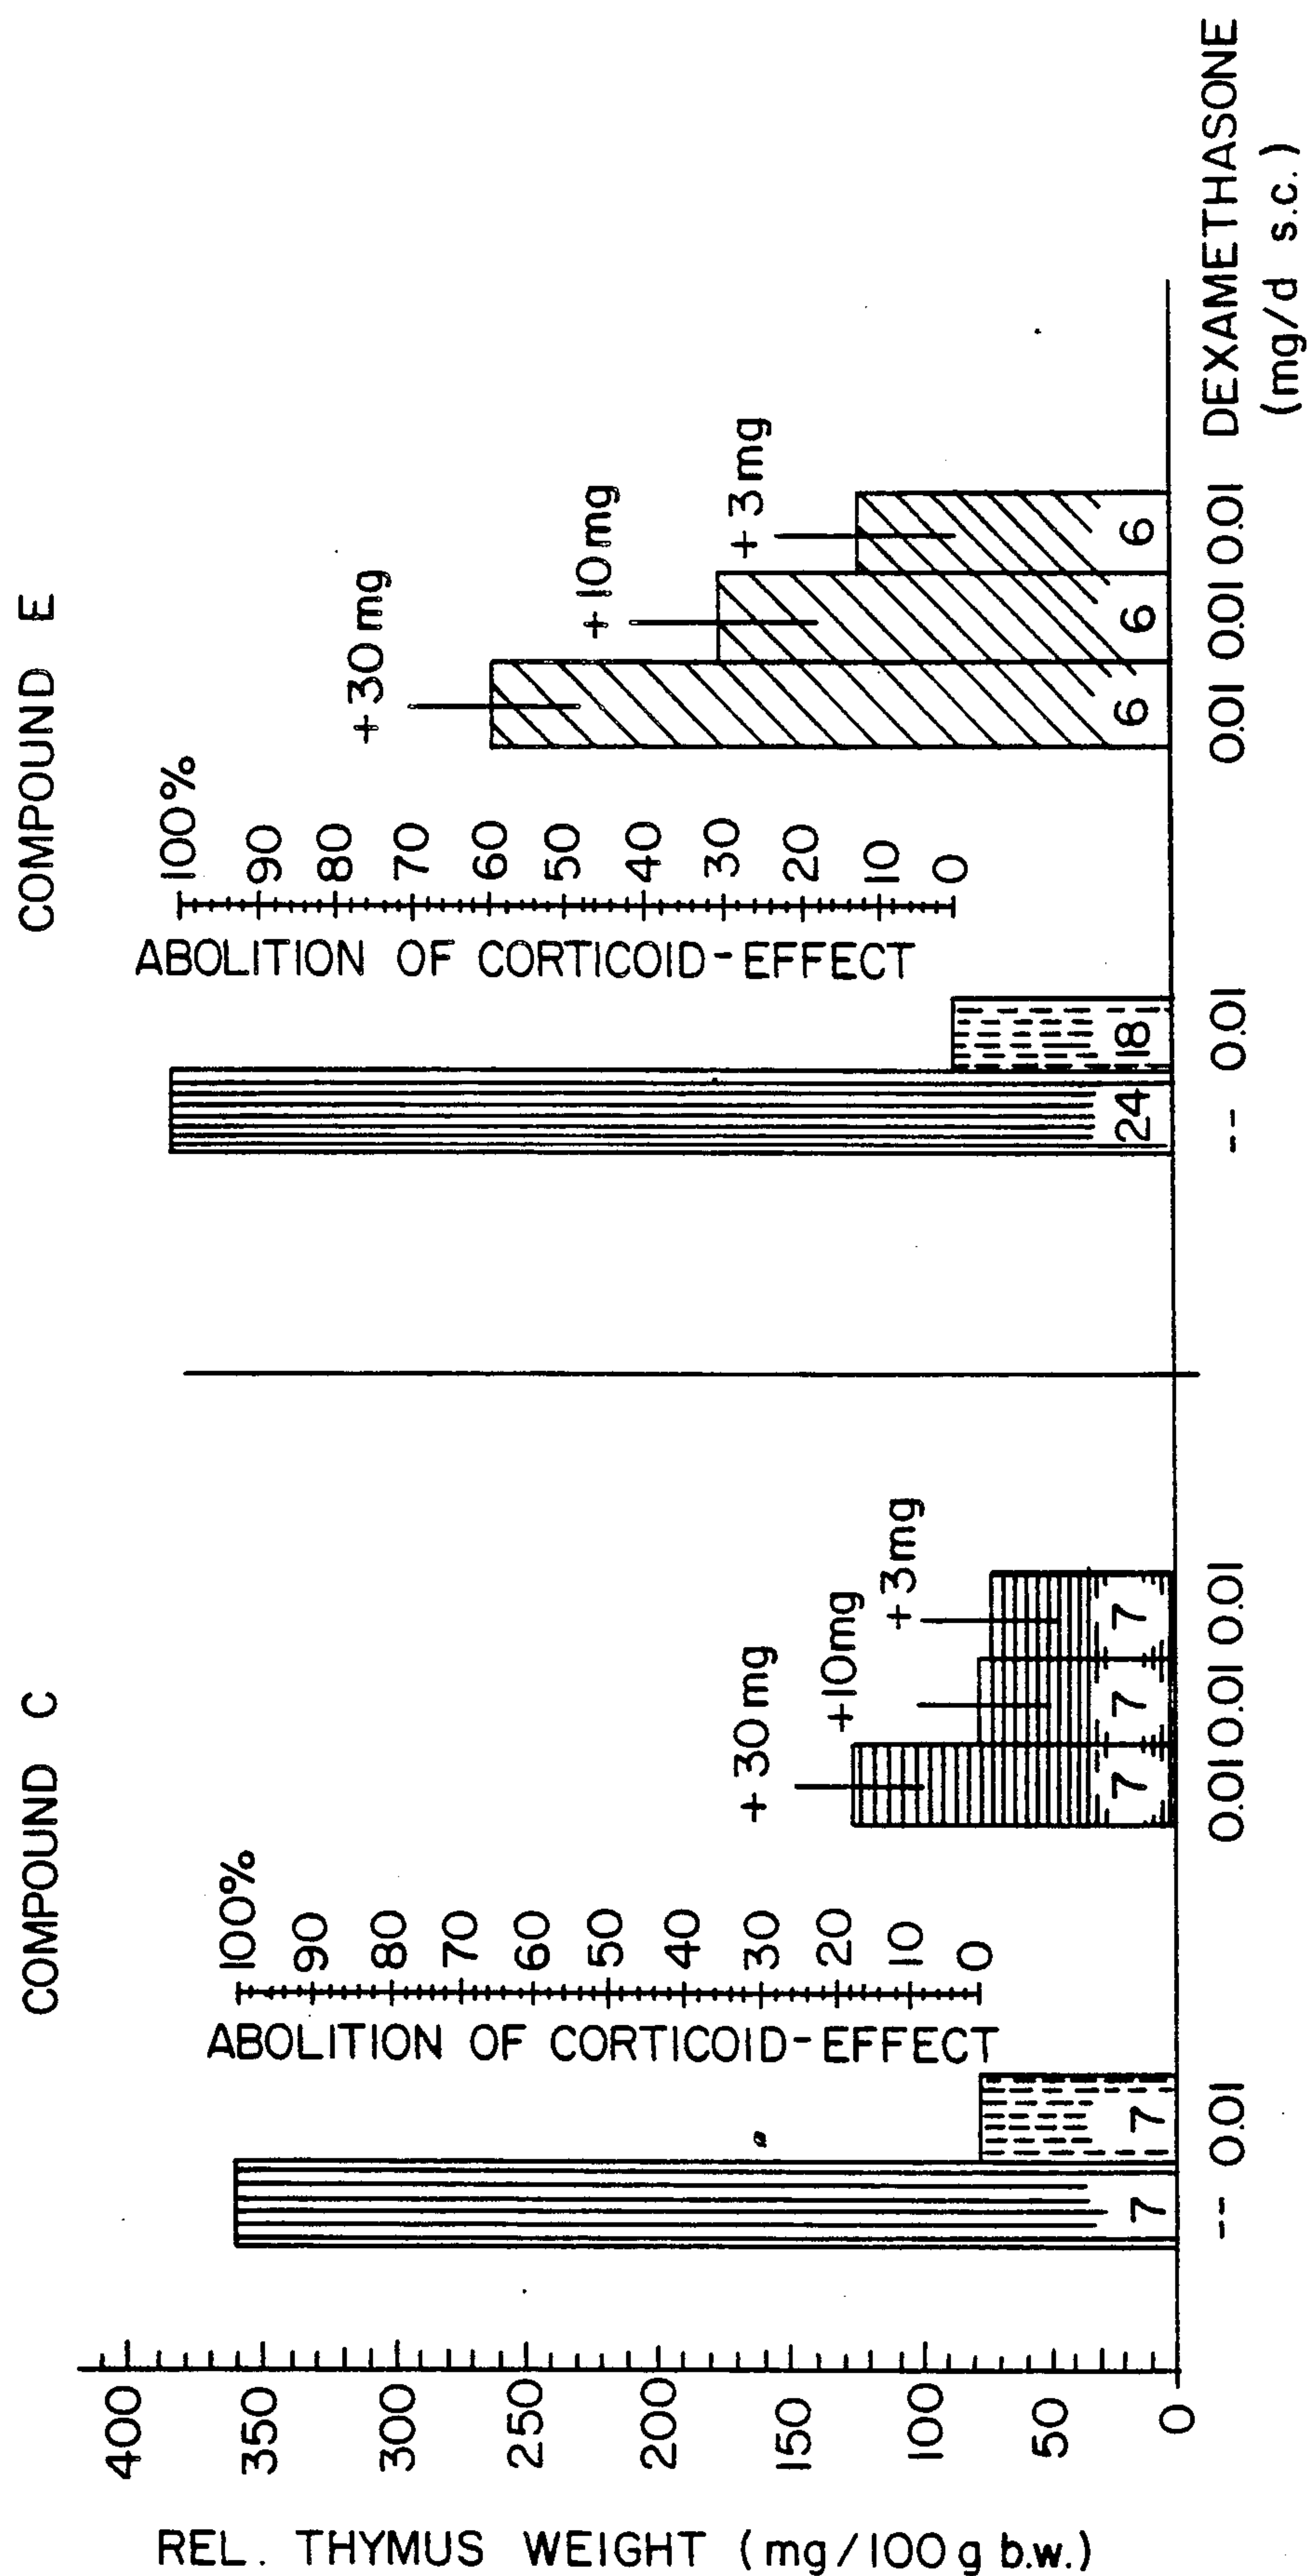 COMPOUND C
COMPOUND E
REL. THYMUS WEIGHT (mg/100 g b.w.)
400
350
300
250
200
150
100
50
0
ABOLITION OF CORTICOID-EFFECT
100%
90
80
70
60
50
40
30
20
10
0
+ 30 mg
+10mg
+3mg
7
7
7
7
7
-- 0.01
0.01 0.01 0.01
ABOLITION OF CORTICOID-EFFECT
100%
90
80
70
60
50
40
30
20
10
0
+ 30 mg
+ 10 mg
+ 3 mg
24
18
6
6
6
-- 0.01
0.01 0.01 0.01
DEXAMETHASONE
(mg/d s.c.)